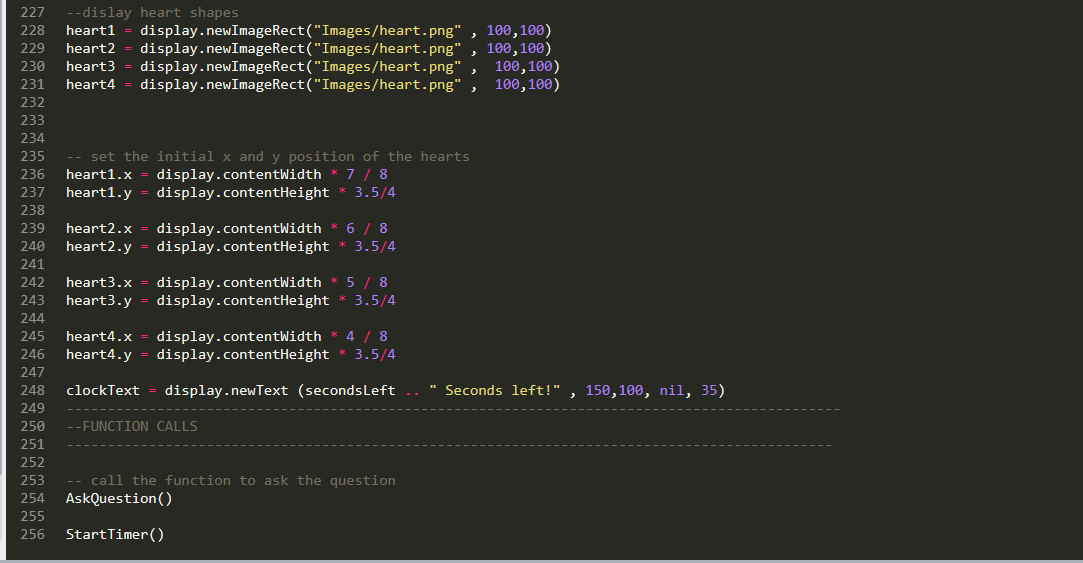 227 --dislay heart shapes
228 heart1 = display.newImageRect("Images/heart.png" , 100,100)
229 heart2 = display.newImageRect("Images/heart.png" , 100,100)
230 heart3 = display.newImageRect("Images/heart.png" ,  100,100)
231 heart4 = display.newImageRect("Images/heart.png" ,  100,100)
232
233
234
235 -- set the initial x and y position of the hearts
236 heart1.x = display.contentWidth * 7 / 8
237 heart1.y = display.contentHeight * 3.5/4
238
239 heart2.x = display.contentWidth * 6 / 8
240 heart2.y = display.contentHeight * 3.5/4
241
242 heart3.x = display.contentWidth * 5 / 8
243 heart3.y = display.contentHeight * 3.5/4
244
245 heart4.x = display.contentWidth * 4 / 8
246 heart4.y = display.contentHeight * 3.5/4
247
248 clockText = display.newText (secondsLeft .. " Seconds left!" , 150,100, nil, 35)
249 ----------------------------------------------------------------------------------------------
250 --FUNCTION CALLS
251 ---------------------------------------------------------------------------------------------
252
253 -- call the function to ask the question
254 AskQuestion()
255
256 StartTimer()